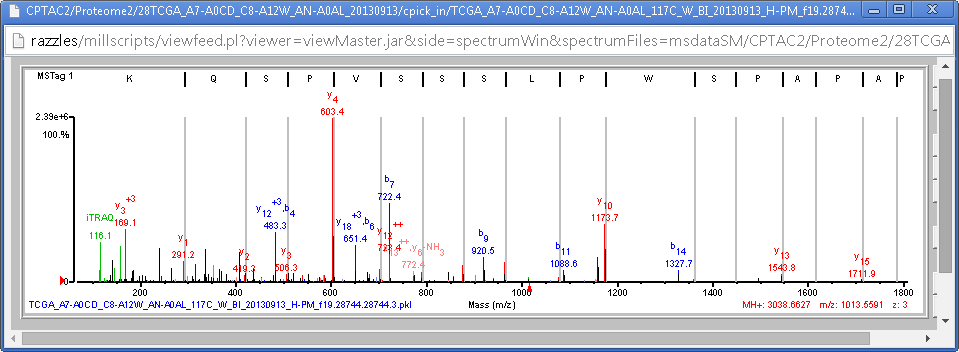 CPTAC2/Proteome2/28TCGA_A7-A0CD_C8-A12W_AN-A0AL_20130913/cpick_in/TCGA_A7-A0CD_C8-A12W_AN-A0AL_117C_W_BI_20130913_H-PM_f19.2874...
razzles/millscripts/viewfeed.pl?viewer=viewMaster.jar&side=spectrumWin&spectrumFiles=msdataSM/CPTAC2/Proteome2/28TCGA
MSTag 1 K Q S P V S S S L P W S P A P A P
2.39e+6
100.%
y4
603.4
iTRAQ
116.1
y3 +3
169.1
y1
291.2
y2
419.3
y12 +3,b4
483.3
y3
506.3
y18 +3,b6
651.4
b7
722.4
y12 ++
772.4
b9
920.5
b11
1088.6
y10
1173.7
b14
1327.7
y13
1543.8
y15
1711.9
200 400 600 800 1000 1200 1400 1600 1800
TCGA_A7-A0CD_C8-A12W_AN-A0AL_117C_W_BI_20130913_H-PM_f19.28744.28744.3.pkl Mass (m/z) MH+: 3038.6627 m/z: 1013.5591 z: 3